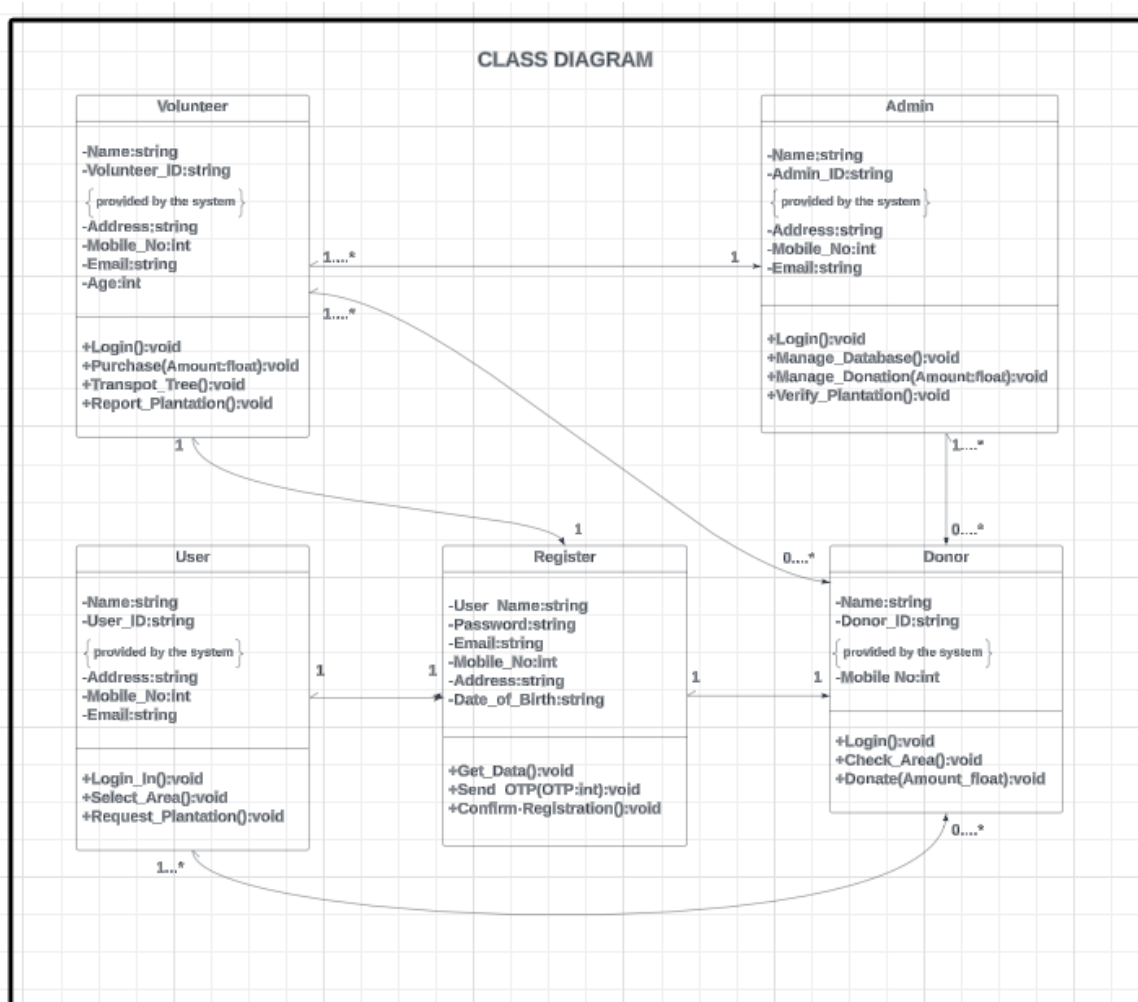 CLASS DIAGRAM
Volunteer
-Name:string
-Volunteer_ID:string
{provided by the system}
-Address:string
-Mobile_No:int
-Email:string
-Age:int
+Login():void
+Purchase(Amount:float):void
+Transpot_Tree():void
+Report_Plantation():void
Admin
-Name:string
-Admin_ID:string
{provided by the system}
-Address:string
-Mobile_No:int
-Email:string
+Login():void
+Manage_Database():void
+Manage_Donation(Amount:float):void
+Verify_Plantation():void
1....*
1
1....*
1
1
1....*
0....*
0....*
User
-Name:string
-User_ID:string
{provided by the system}
-Address:string
-Mobile_No:int
-Email:string
+Login_In():void
+Select_Area():void
+Request_Plantation():void
1
1
Register
-User_Name:string
-Password:string
-Email:string
-Mobile_No:int
-Address:string
-Date_of_Birth:string
+Get_Data():void
+Send_OTP(OTP:int):void
+Confirm-Registration():void
1
1
Donor
-Name:string
-Donor_ID:string
{provided by the system}
-Mobile No:int
+Login():void
+Check_Area():void
+Donate(Amount_float):void
1...*
0....*